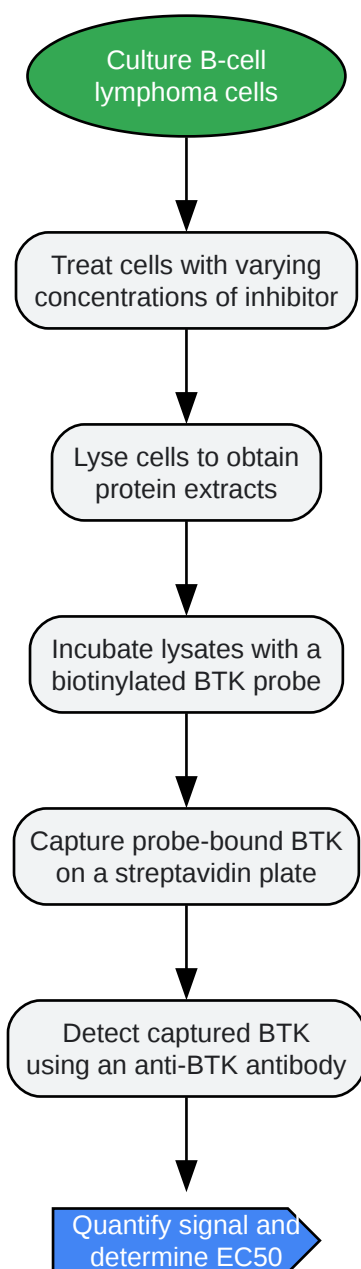 Culture B-cell
lymphoma cells
Treat cells with varying
concentrations of inhibitor
Lyse cells to obtain
protein extracts
Incubate lysates with a
biotinylated BTK probe
Capture probe-bound BTK
on a streptavidin plate
Detect captured BTK
using an anti-BTK antibody
Quantify signal and
determine EC50